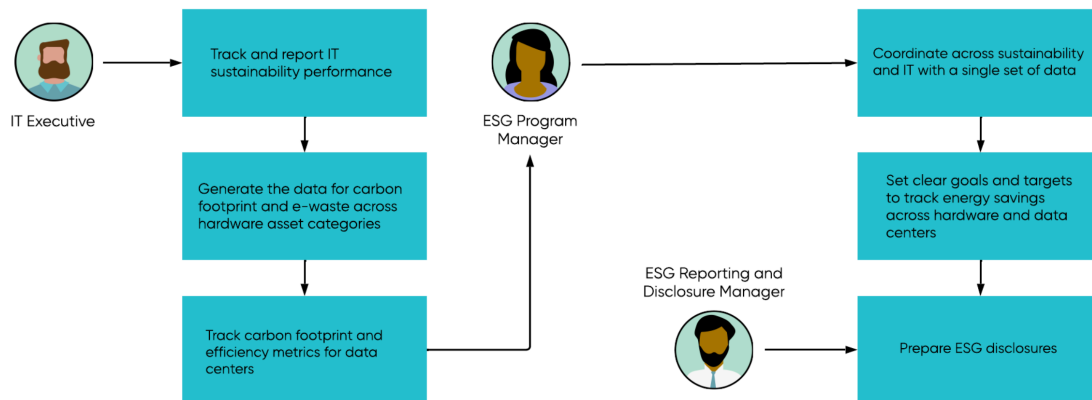 IT Executive
Track and report IT
sustainability performance
Generate the data for carbon
footprint and e-waste across
hardware asset categories
Track carbon footprint and
efficiency metrics for data
centers
ESG Program
Manager
Coordinate across sustainability
and IT with a single set of data
Set clear goals and targets
to track energy savings
across hardware and data
centers
ESG Reporting and
Disclosure Manager
Prepare ESG disclosures